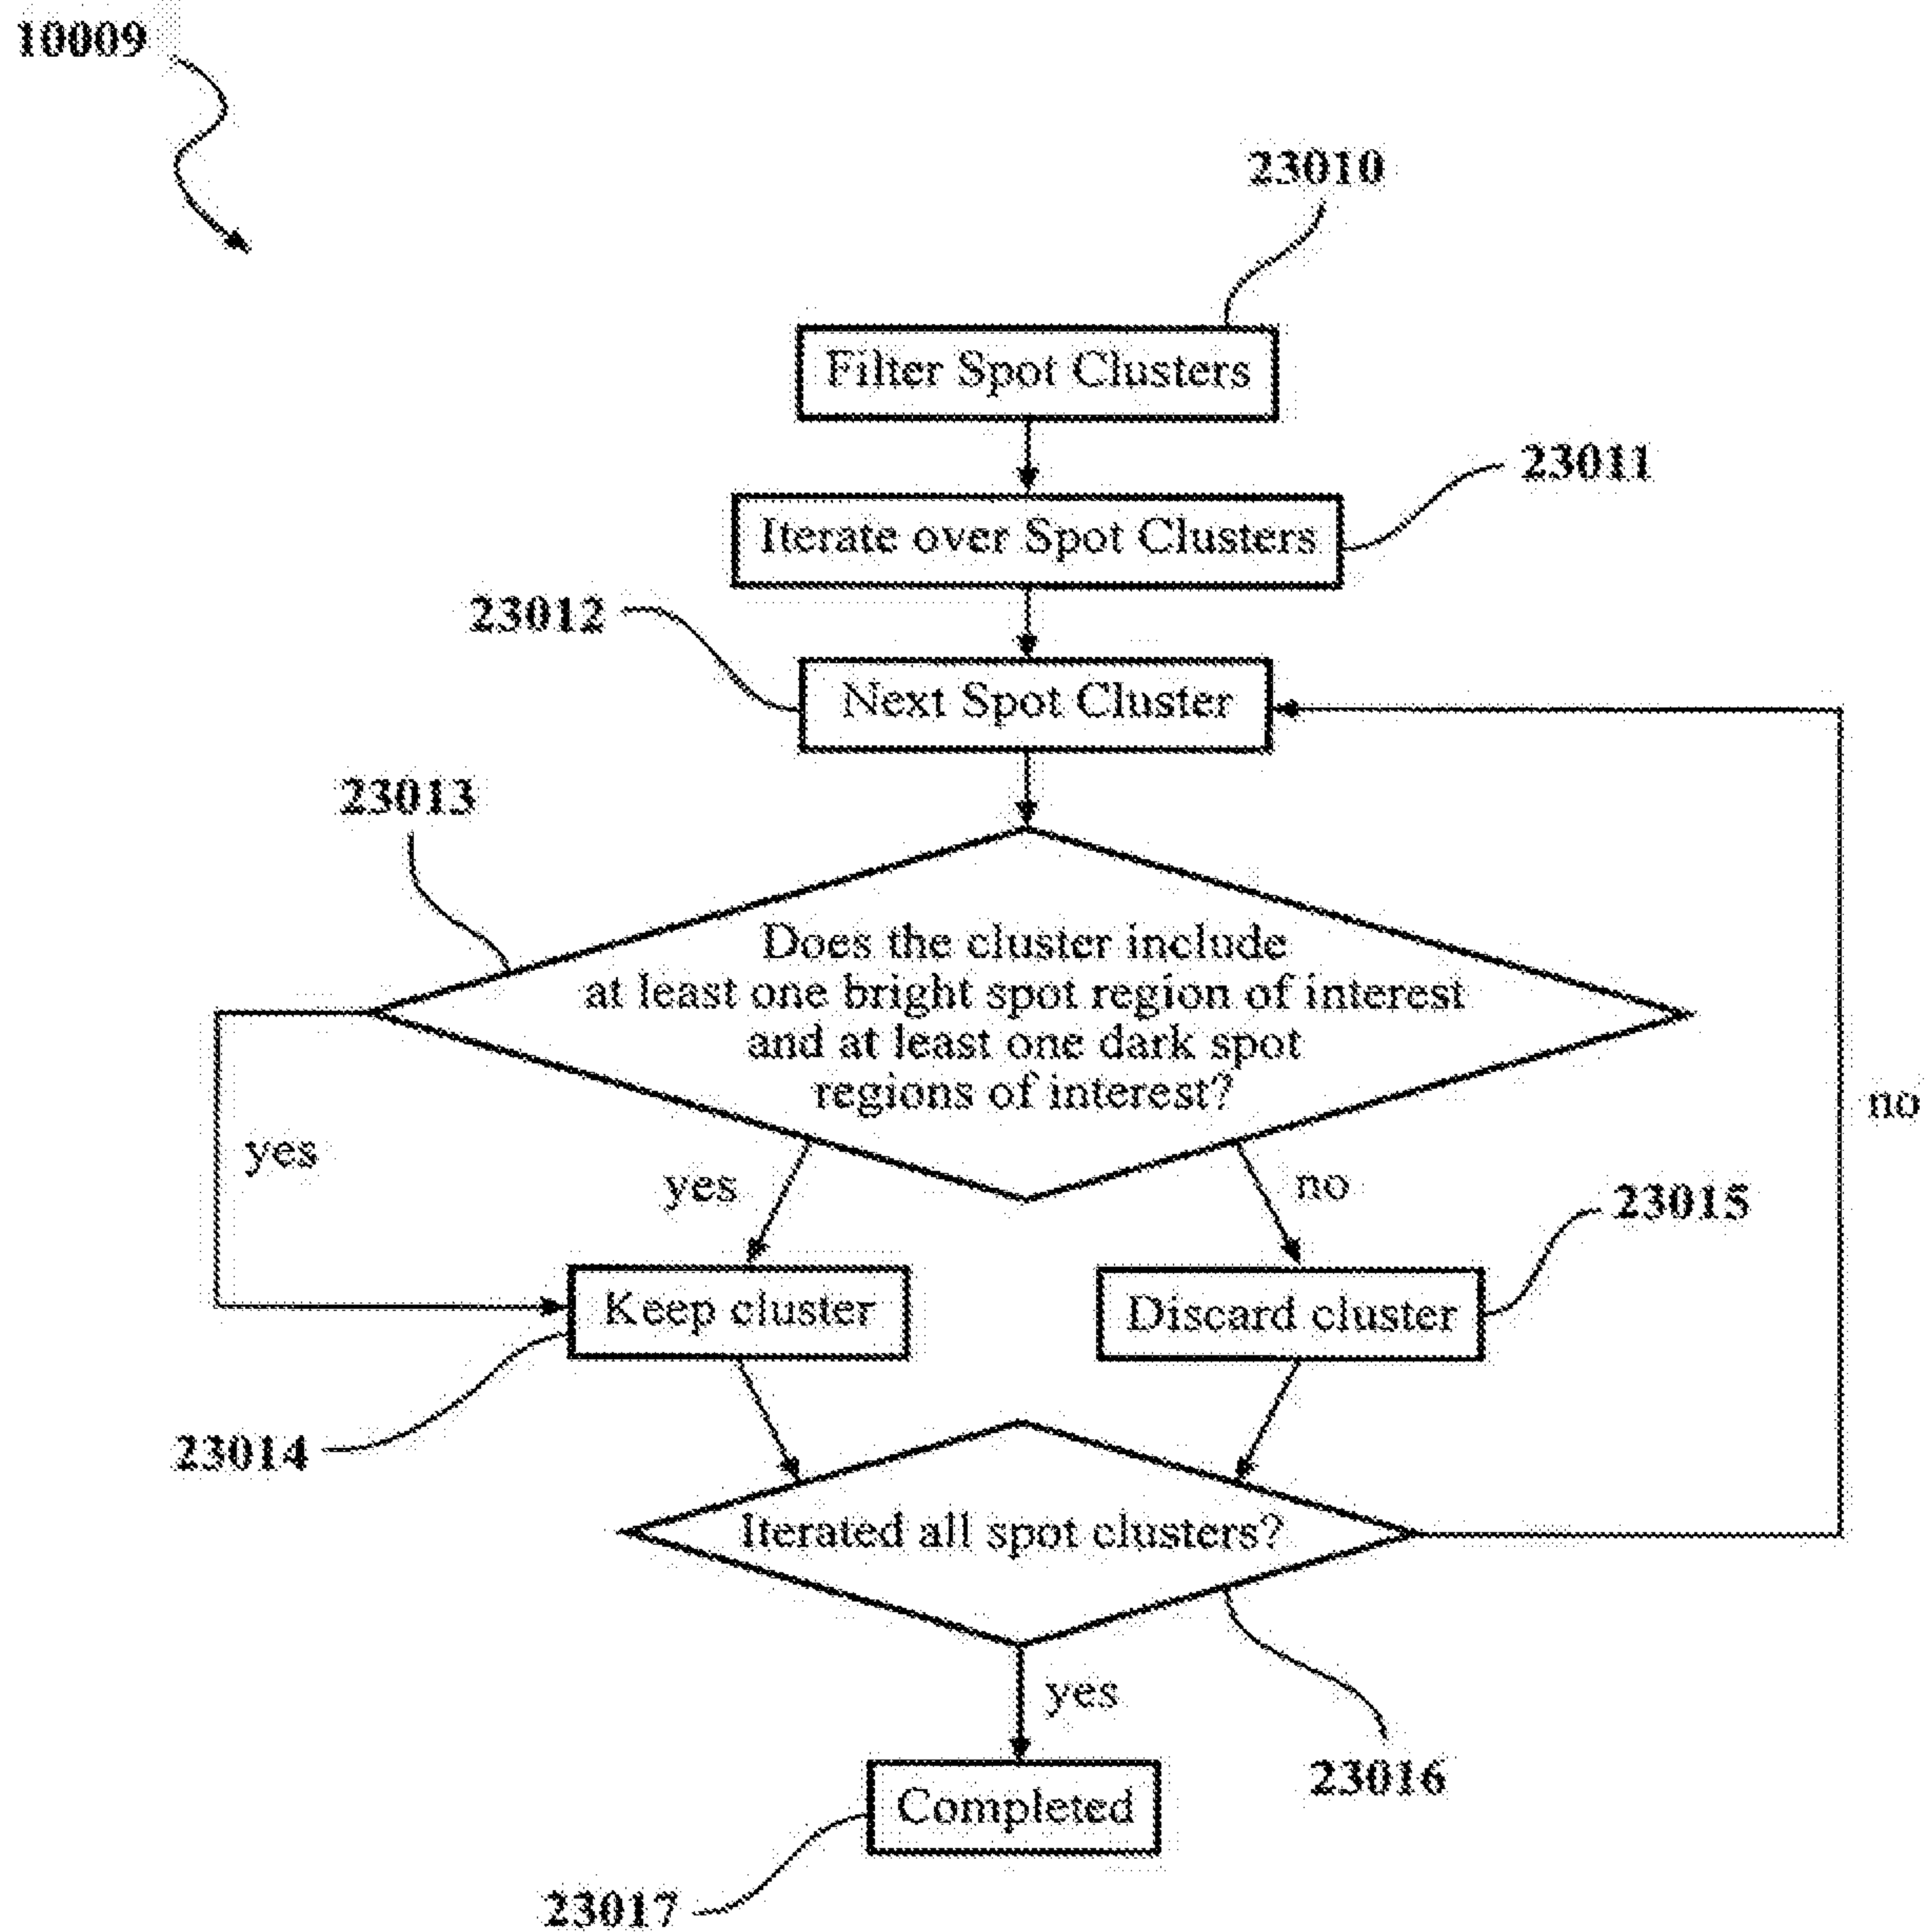 10009
23010
Filter Spot Clusters
23011
Iterate over Spot Clusters
23012
Next Spot Cluster
23013
Does the cluster include
at least one bright spot region of interest
and at least one dark spot
regions of interest?
no
yes
yes
no
23015
Keep cluster
Discard cluster
23014
Iterated all spot clusters?
yes
23016
Completed
23017